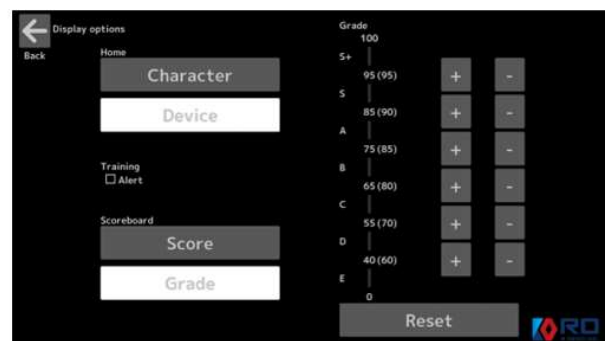 Display options
Back
Home
Character
Device
Training
Alert
Scoreboard
Score
Grade
Grade
100
S+
95 (95)
+ -
S
85 (90)
+ -
A
75 (85)
+ -
B
65 (80)
+ -
C
55 (70)
+ -
D
40 (60)
+ -
E
0
Reset
RO